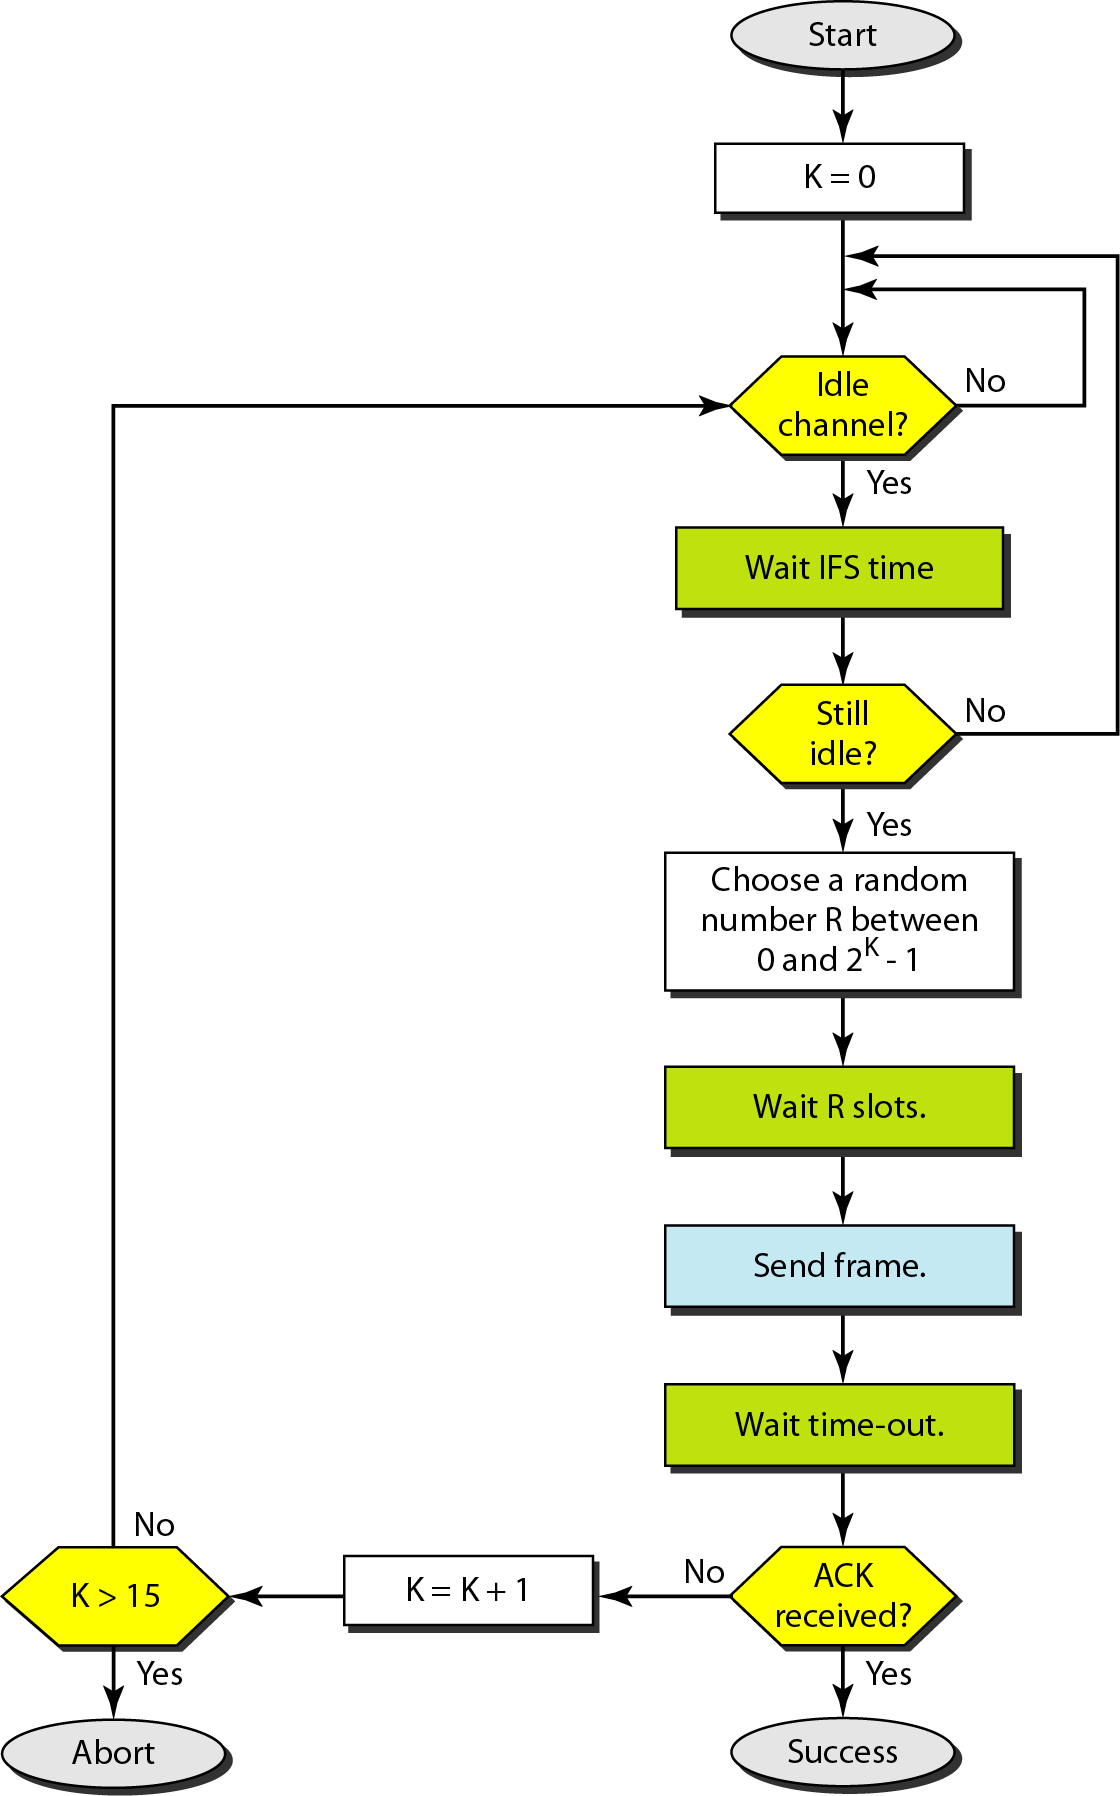 Start
K = 0
Idle
channel?
No
Yes
Wait IFS time
Still
idle?
No
Yes
Choose a random
number R between
0 and 2^K - 1
Wait R slots.
Send frame.
Wait time-out.
ACK
received?
No
Yes
K = K + 1
K > 15
No
Yes
Abort
Success